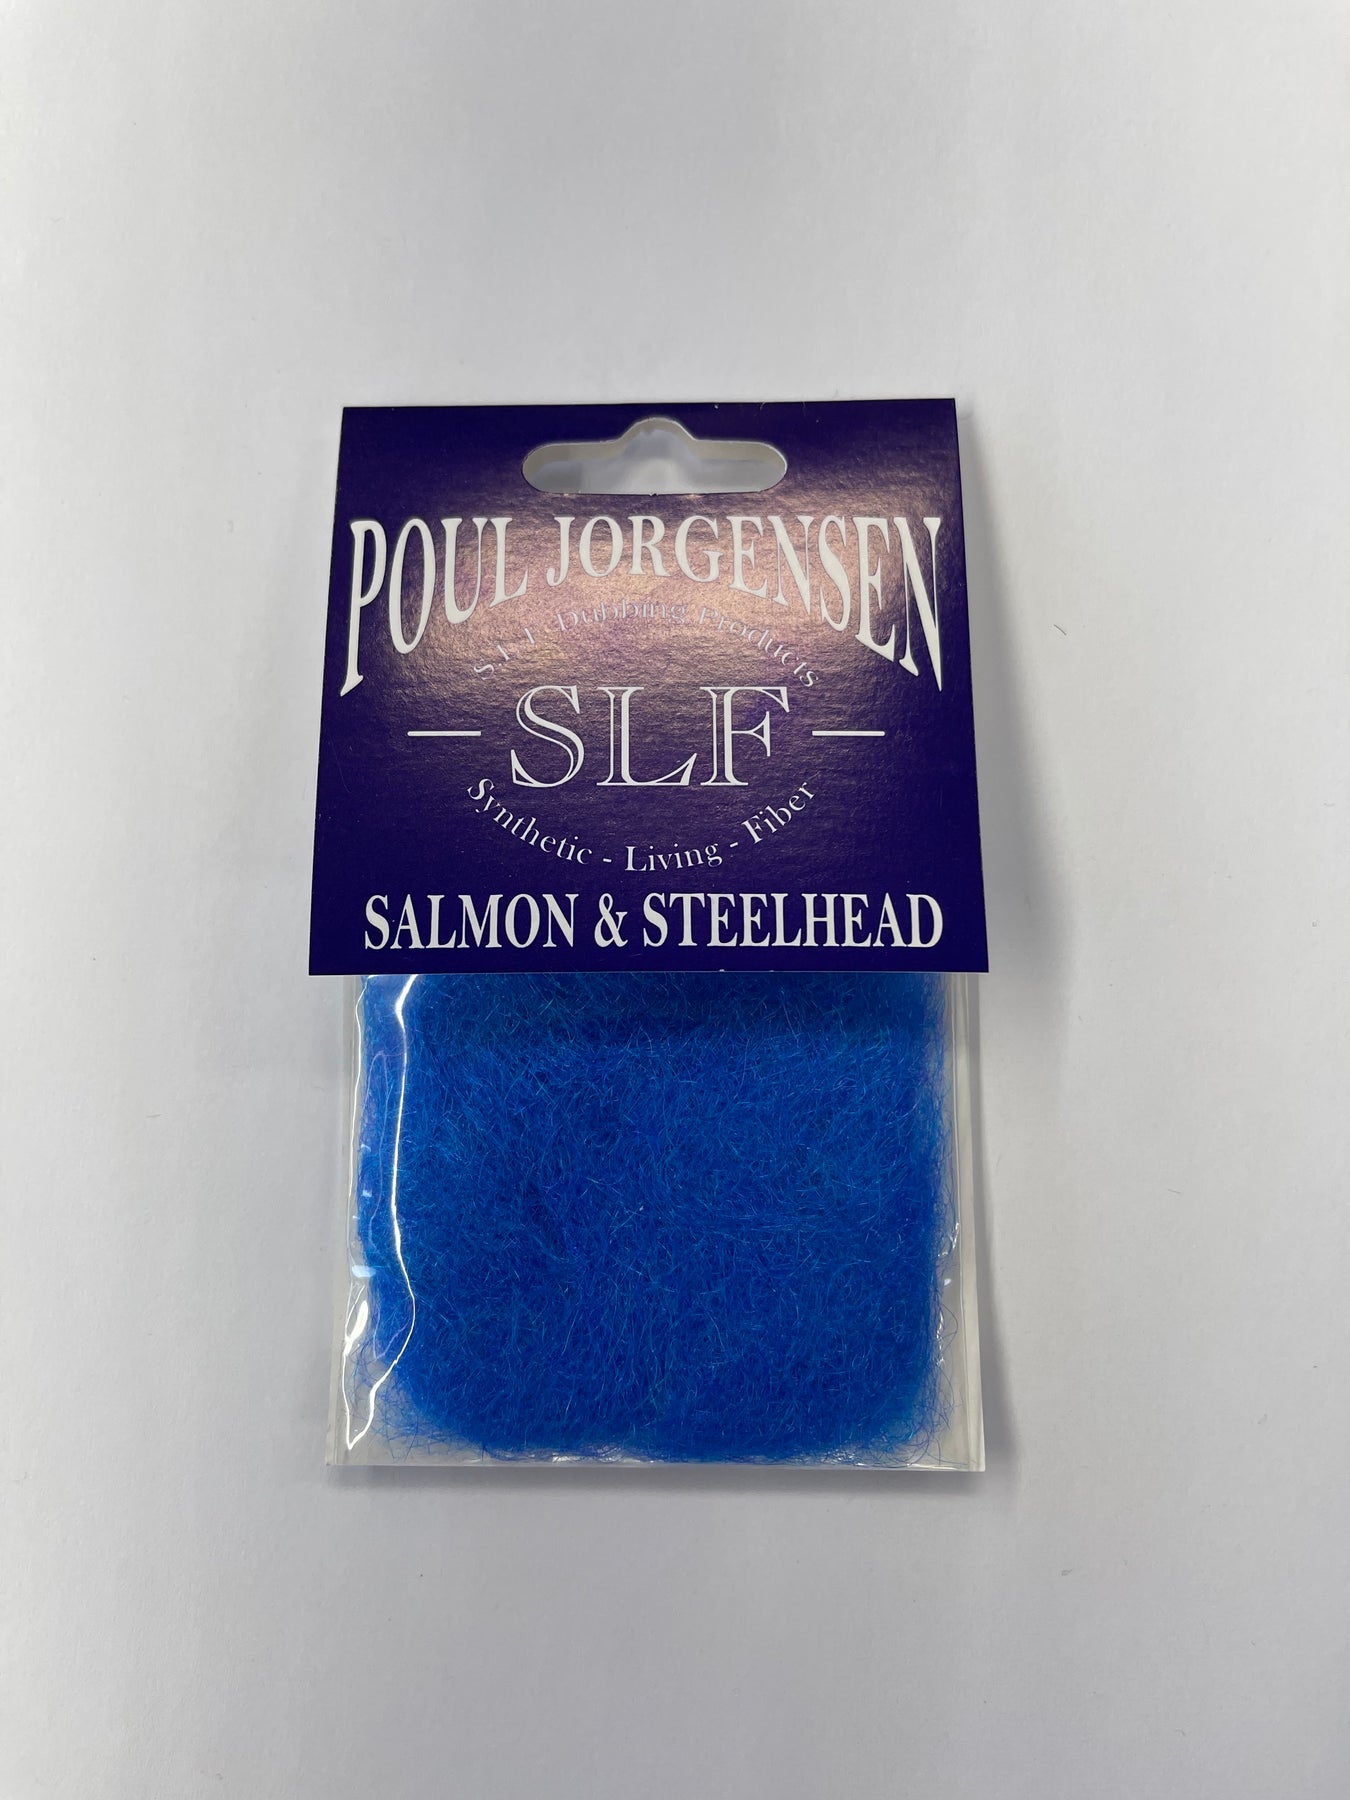 POUL JORGENSEN
S.L.F. Dubbing Products
— SLF —
Synthetic - Living - Fiber
SALMON & STEELHEAD